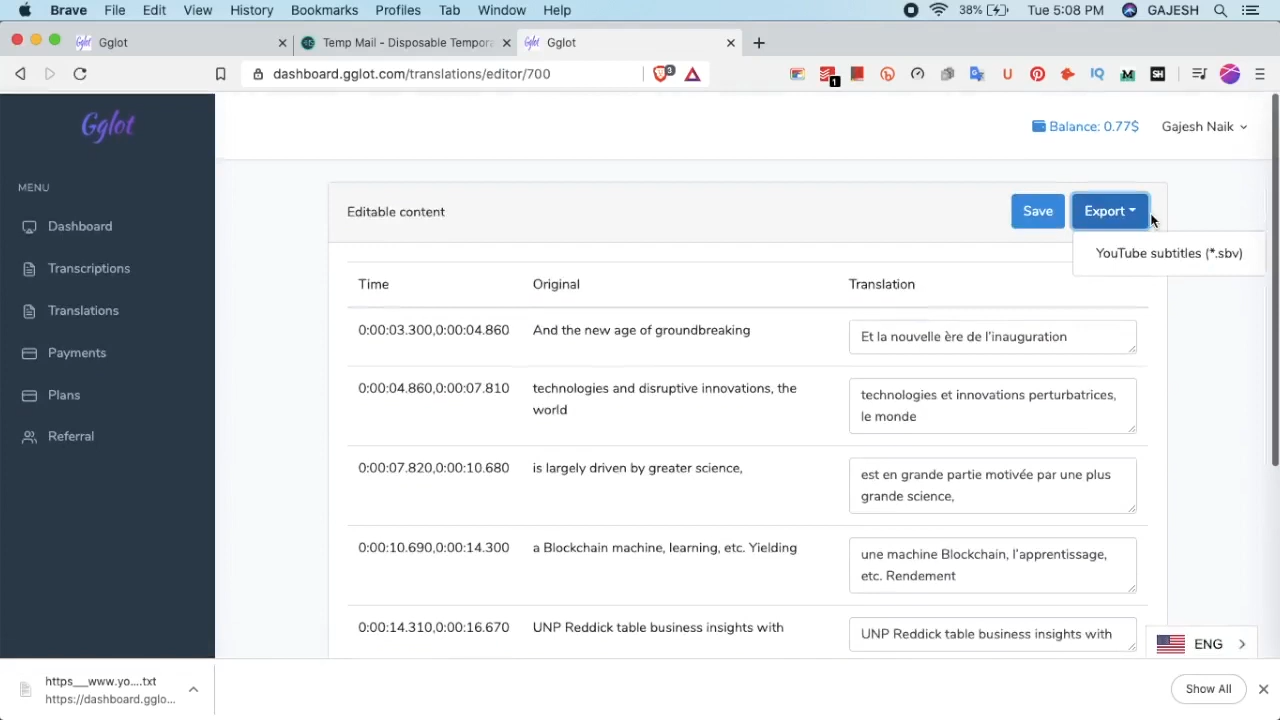 Brave File Edit View History Bookmarks Profiles Tab Window Help 38% Tue 5:08 PM GAJESH
Gglot Temp Mail - Disposable Tempora Gglot
dashboard.gglot.com/translations/editor/700 3 1 U IQ M SH
Gglot
Balance: 0.77$ Gajesh Naik
MENU
Dashboard
Transcriptions
Translations
Payments
Plans
Referral
Editable content Save Export
YouTube subtitles (*.sbv)
Time Original Translation
0:00:03.300,0:00:04.860 And the new age of groundbreaking Et la nouvelle ère de l'inauguration
0:00:04.860,0:00:07.810 technologies and disruptive innovations, the technologies et innovations perturbatrices,
world le monde
0:00:07.820,0:00:10.680 is largely driven by greater science, est en grande partie motivée par une plus
grande science,
0:00:10.690,0:00:14.300 a Blockchain machine, learning, etc. Yielding une machine Blockchain, l'apprentissage,
etc. Rendement
0:00:14.310,0:00:16.670 UNP Reddick table business insights with UNP Reddick table business insights with
ENG
https__www.yo....txt
https://dashboard.gglo...
Show All